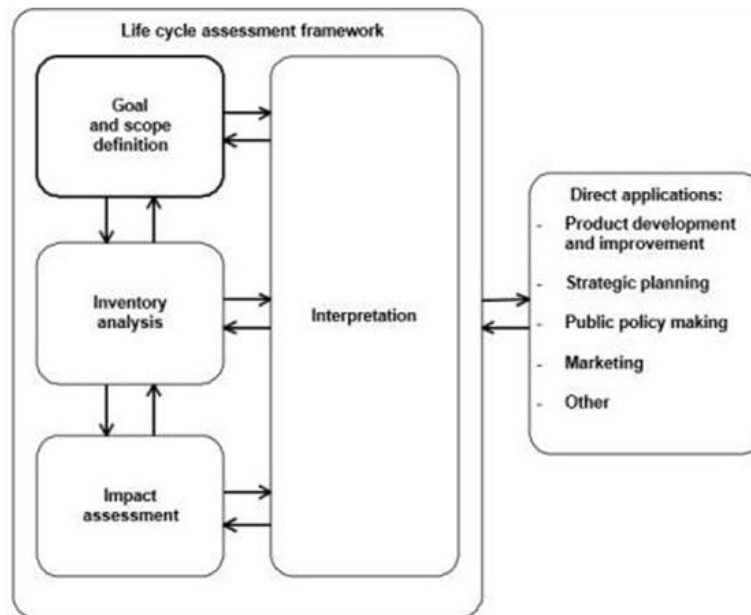 Life cycle assessment framework
Goal
and scope
definition
Inventory
analysis
Impact
assessment
Interpretation
Direct applications:
- Product development
and improvement
- Strategic planning
- Public policy making
- Marketing
- Other